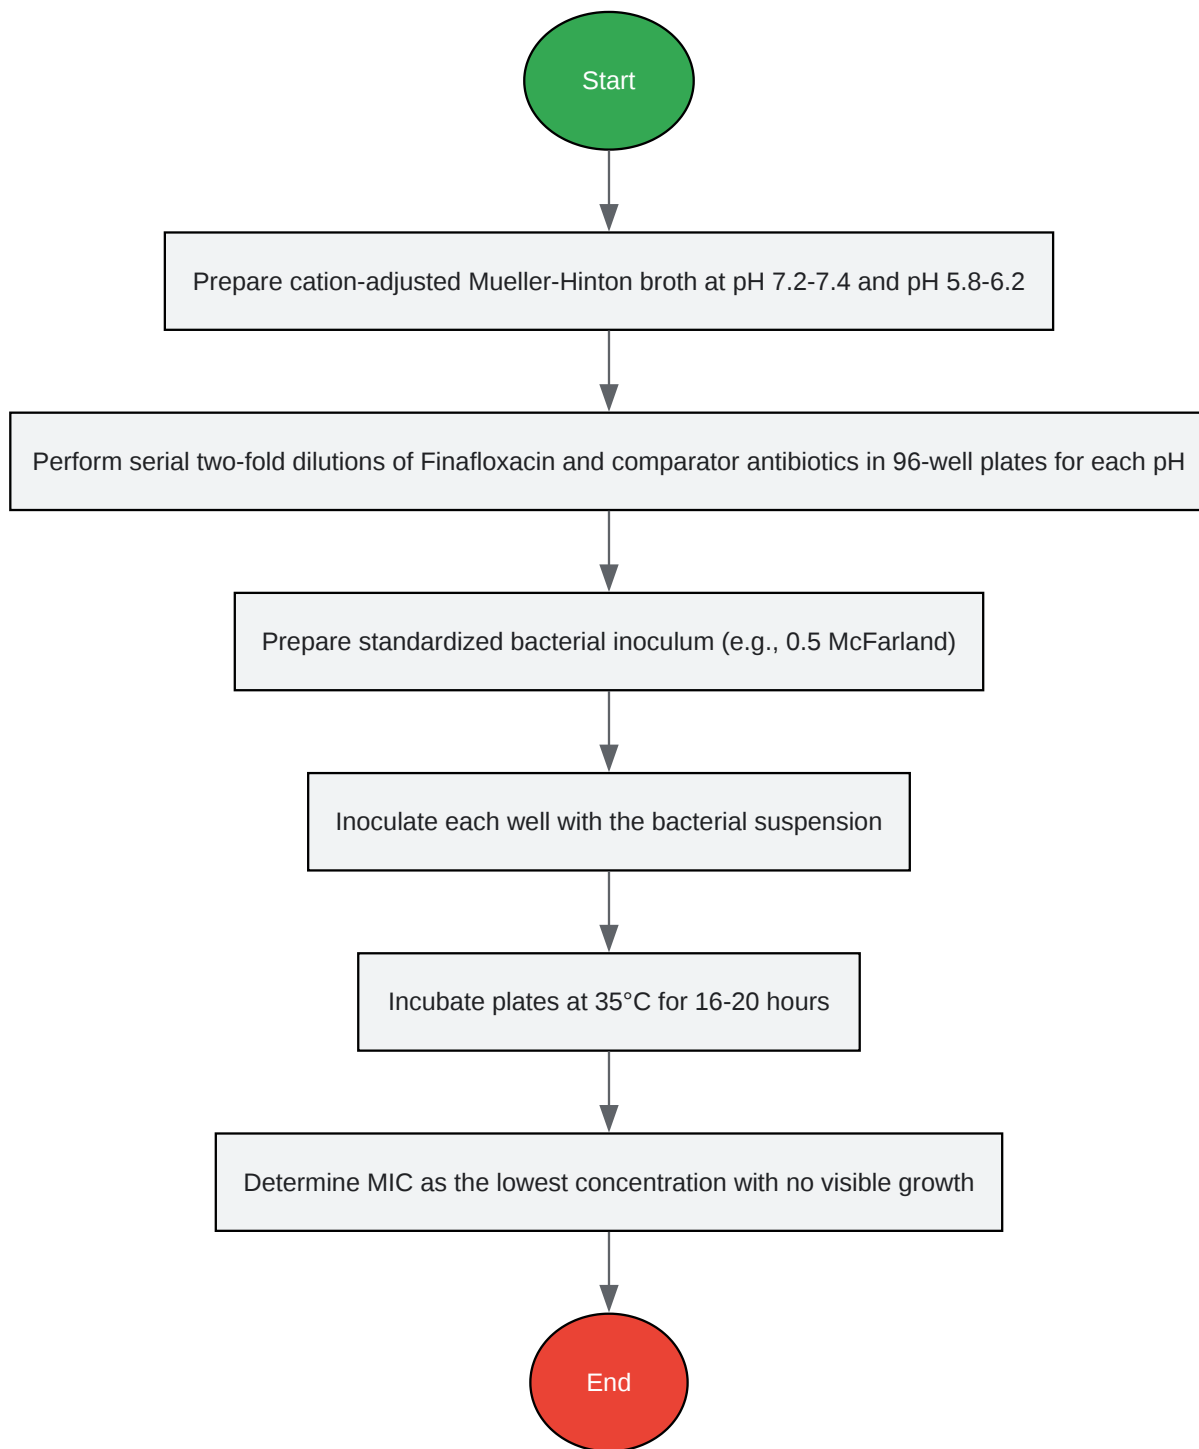 Start
Prepare cation-adjusted Mueller-Hinton broth at pH 7.2-7.4 and pH 5.8-6.2
Perform serial two-fold dilutions of Finafloxacin and comparator antibiotics in 96-well plates for each pH
Prepare standardized bacterial inoculum (e.g., 0.5 McFarland)
Inoculate each well with the bacterial suspension
Incubate plates at 35°C for 16-20 hours
Determine MIC as the lowest concentration with no visible growth
End